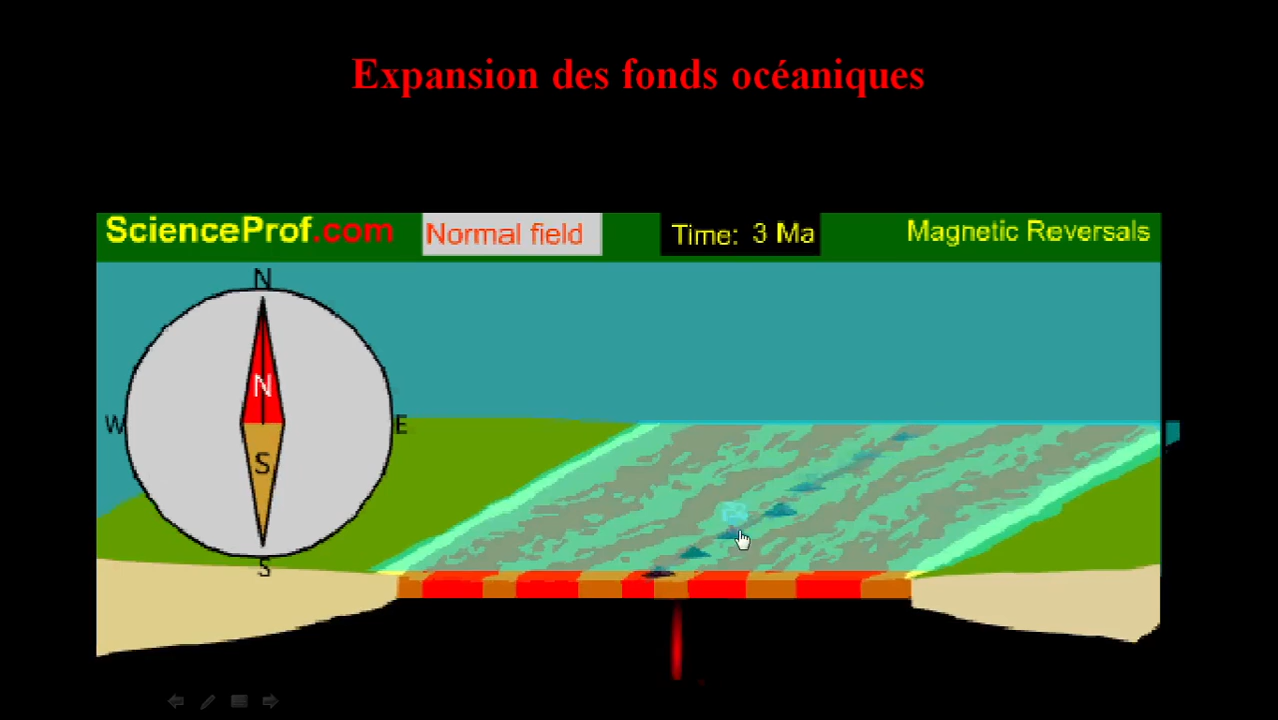 Expansion des fonds océaniques
ScienceProf.com
Normal field
Time: 3 Ma
Magnetic Reversals
N
N
W
E
S
S